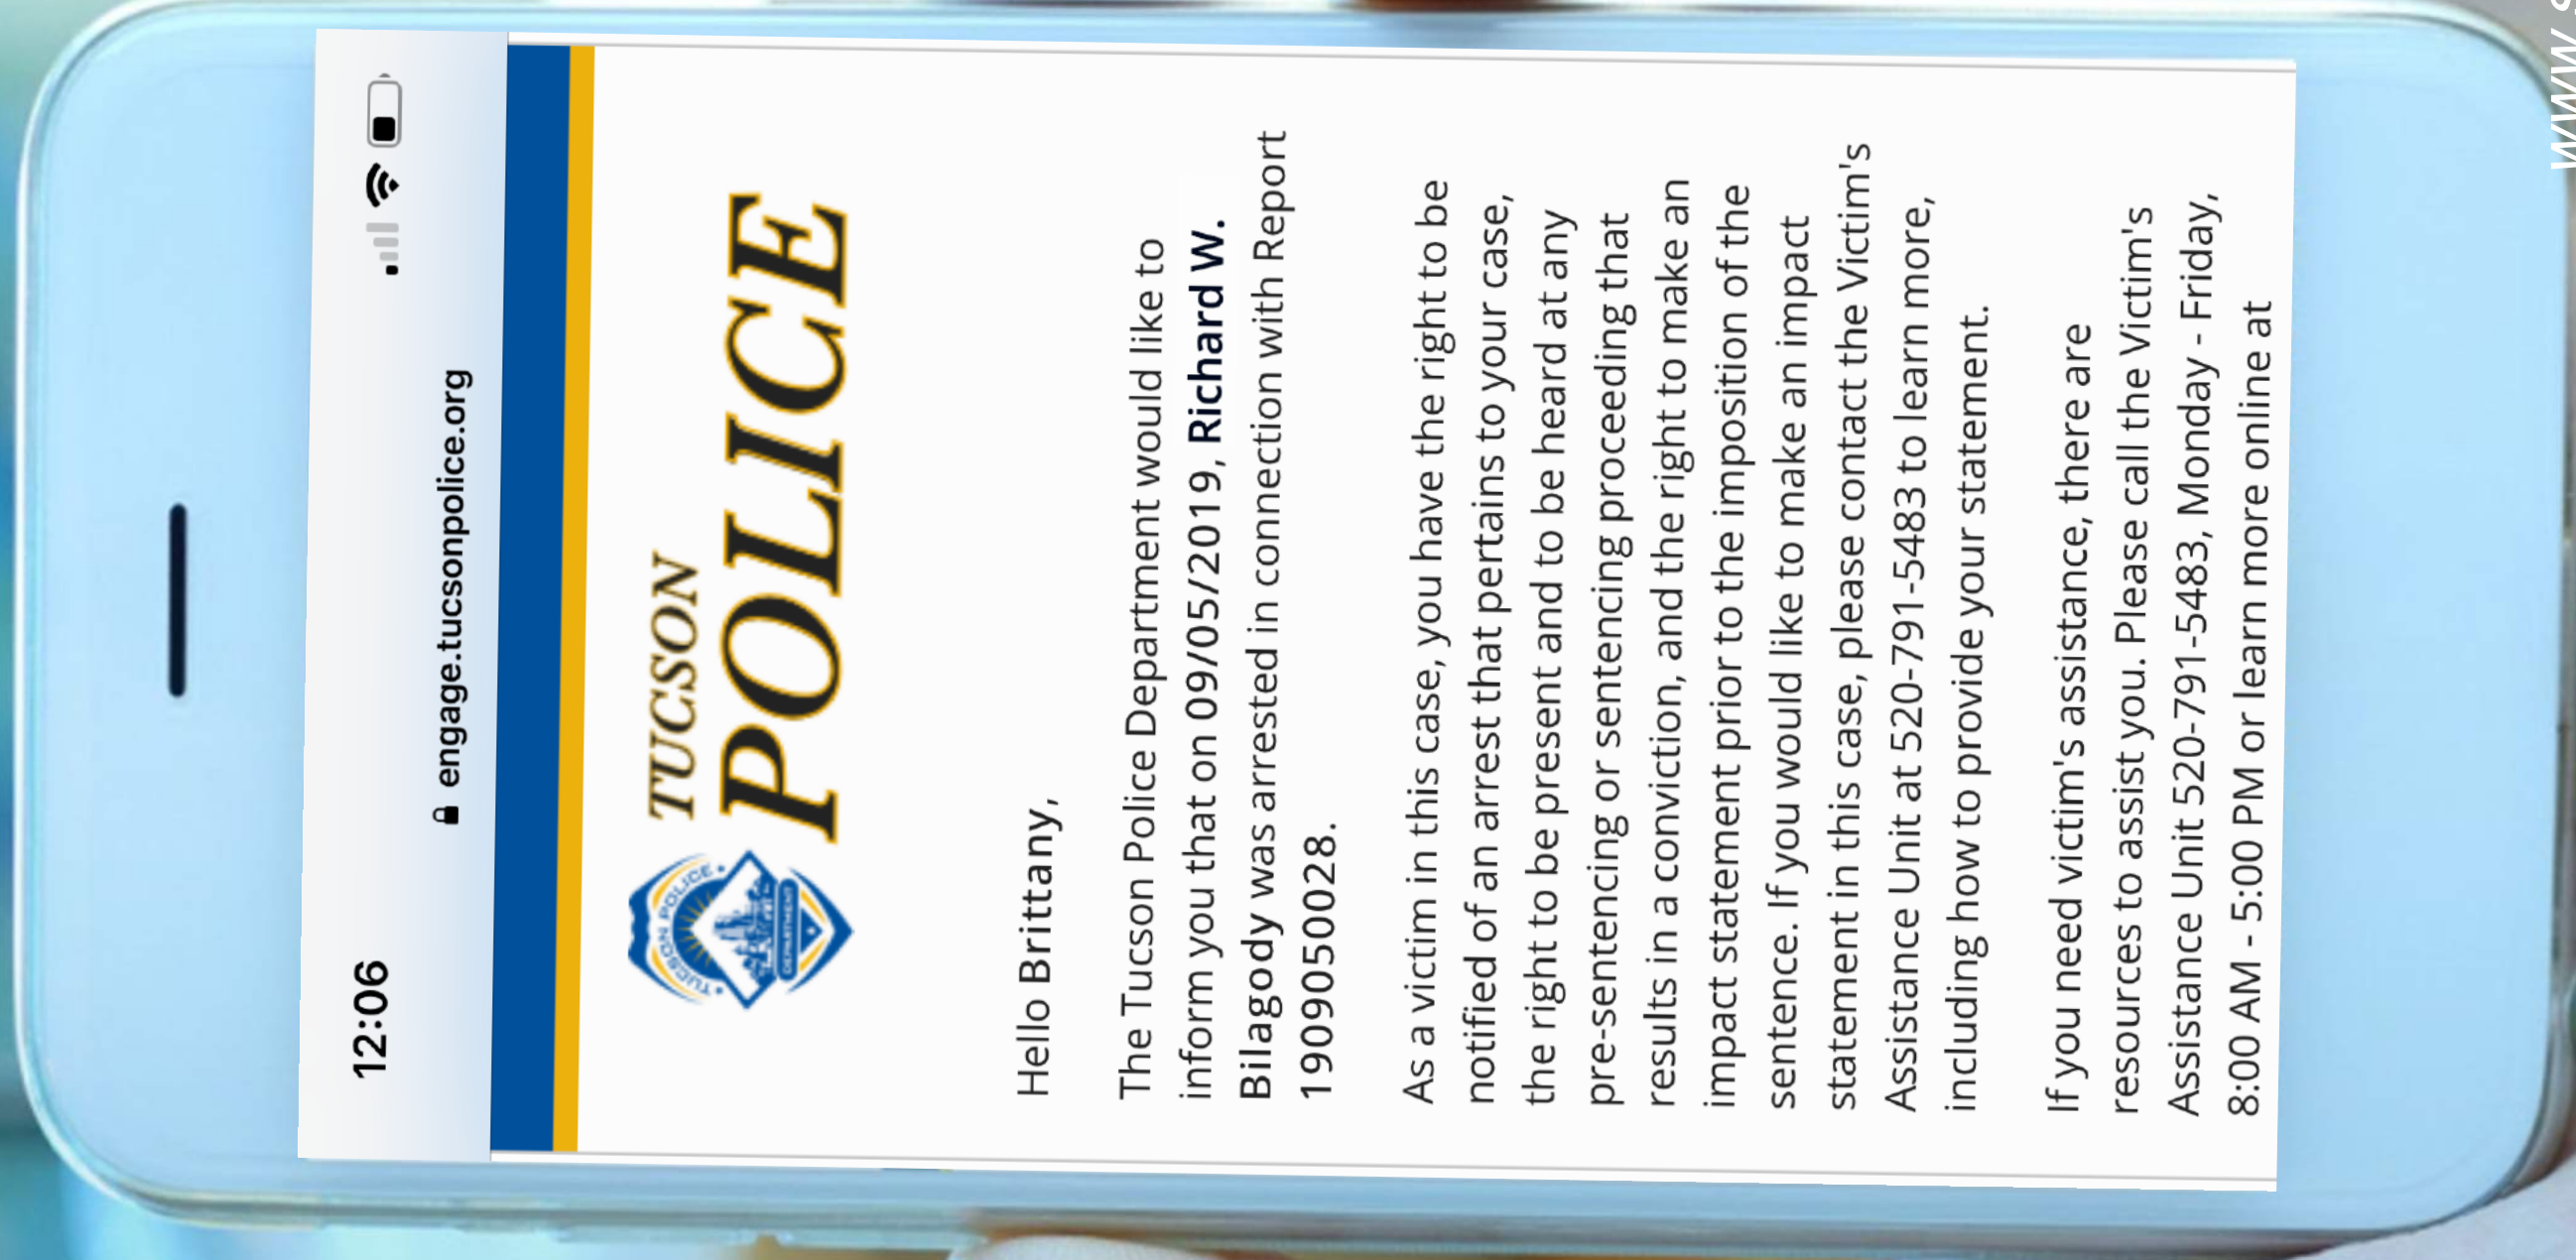 12:06
engage.tucsonpolice.org
TUCSON
POLICE
TUCSON POLICE
DEPARTMENT
Hello Brittany,
The Tucson Police Department would like to
inform you that on 09/05/2019, Richard W.
Bilagody was arrested in connection with Report
1909050028.
As a victim in this case, you have the right to be
notified of an arrest that pertains to your case,
the right to be present and to be heard at any
pre-sentencing or sentencing proceeding that
results in a conviction, and the right to make an
impact statement prior to the imposition of the
sentence. If you would like to make an impact
statement in this case, please contact the Victim's
Assistance Unit at 520-791-5483 to learn more,
including how to provide your statement.
If you need victim's assistance, there are
resources to assist you. Please call the Victim's
Assistance Unit 520-791-5483, Monday - Friday,
8:00 AM - 5:00 PM or learn more online at